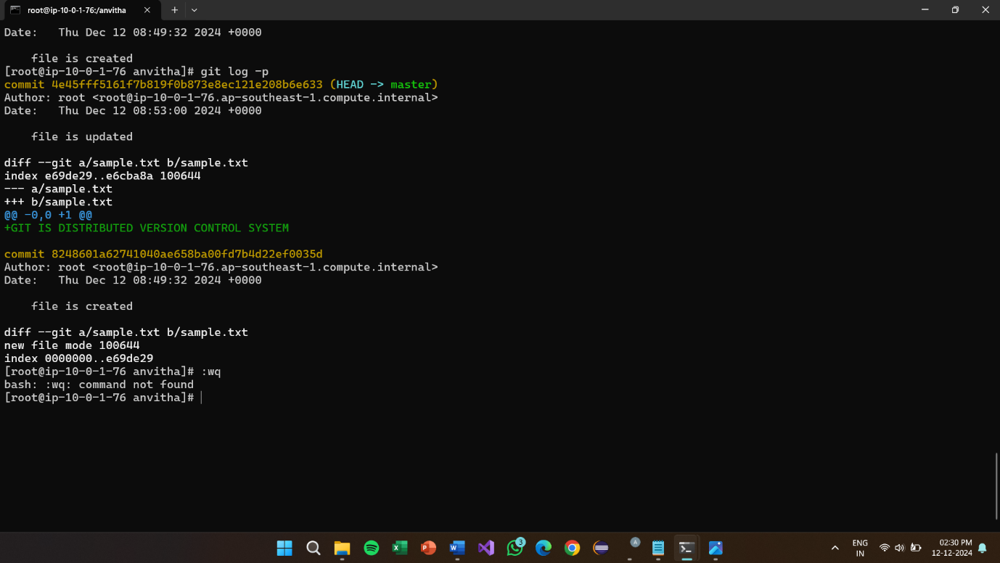 root@ip-10-0-1-76:/anvitha
Date:   Thu Dec 12 08:49:32 2024 +0000
    file is created
[root@ip-10-0-1-76 anvitha]# git log -p
commit 4e45fff5161f7b819f0b873e8ec121e208b6e633 (HEAD -> master)
Author: root <root@ip-10-0-1-76.ap-southeast-1.compute.internal>
Date:   Thu Dec 12 08:53:00 2024 +0000
    file is updated
diff --git a/sample.txt b/sample.txt
index e69de29..e6cba8a 100644
--- a/sample.txt
+++ b/sample.txt
@@ -0,0 +1 @@
+GIT IS DISTRIBUTED VERSION CONTROL SYSTEM
commit 8248601a62741040ae658ba00fd7b4d22ef0035d
Author: root <root@ip-10-0-1-76.ap-southeast-1.compute.internal>
Date:   Thu Dec 12 08:49:32 2024 +0000
    file is created
diff --git a/sample.txt b/sample.txt
new file mode 100644
index 0000000..e69de29
[root@ip-10-0-1-76 anvitha]# :wq
bash: :wq: command not found
[root@ip-10-0-1-76 anvitha]#
3
A
ENG
IN
02:30 PM
12-12-2024